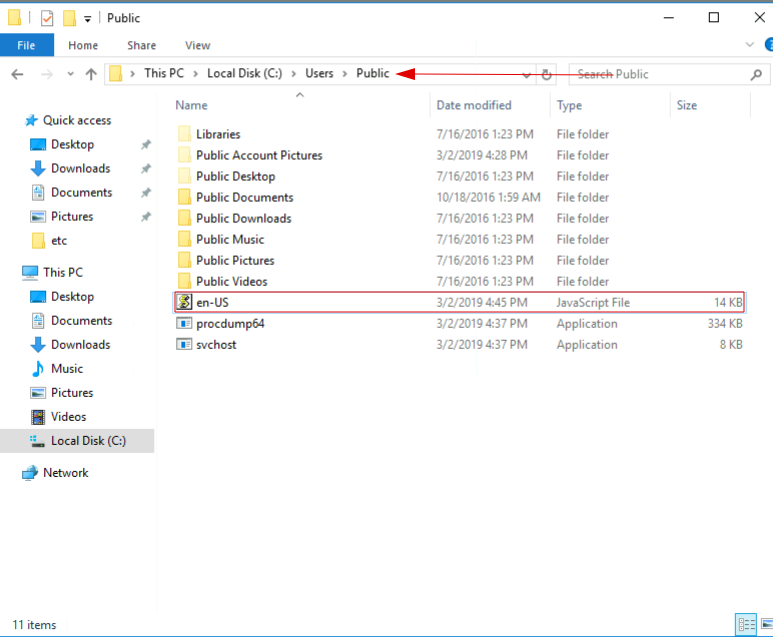 Public
File Home Share View
This PC Local Disk (C:) Users Public Search Public
Name Date modified Type Size
Quick access
Desktop
Downloads
Documents
Pictures
etc
This PC
Desktop
Documents
Downloads
Music
Pictures
Videos
Local Disk (C:)
Network
Libraries 7/16/2016 1:23 PM File folder
Public Account Pictures 3/2/2019 4:28 PM File folder
Public Desktop 7/16/2016 1:23 PM File folder
Public Documents 10/18/2016 1:59 AM File folder
Public Downloads 7/16/2016 1:23 PM File folder
Public Music 7/16/2016 1:23 PM File folder
Public Pictures 7/16/2016 1:23 PM File folder
Public Videos 7/16/2016 1:23 PM File folder
en-US 3/2/2019 4:45 PM JavaScript File 14 KB
procdump64 3/2/2019 4:37 PM Application 334 KB
svchost 3/2/2019 4:37 PM Application 8 KB
11 items